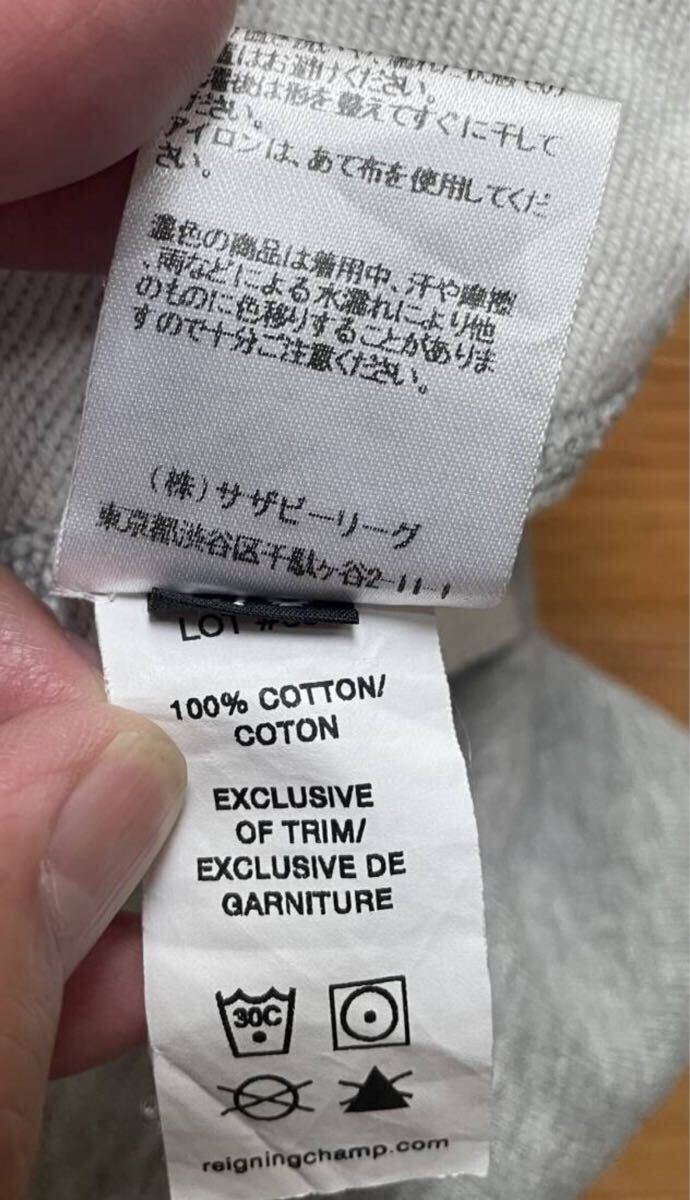 品はお避けください。
は形を整えてすぐに干して
ください。
アイロンは、あて布を使用してくだ
さい。
濃色の商品は着用中、汗や摩擦
、雨などによる水濡れにより他
のものに色移りすることがありま
すので十分ご注意ください。
(株)サザビーリーグ
東京都渋谷区千駄ヶ谷2-11-1
LOT
100% COTTON/
COTON
EXCLUSIVE
OF TRIM/
EXCLUSIVE DE
GARNITURE
30C
reigningchamp.com